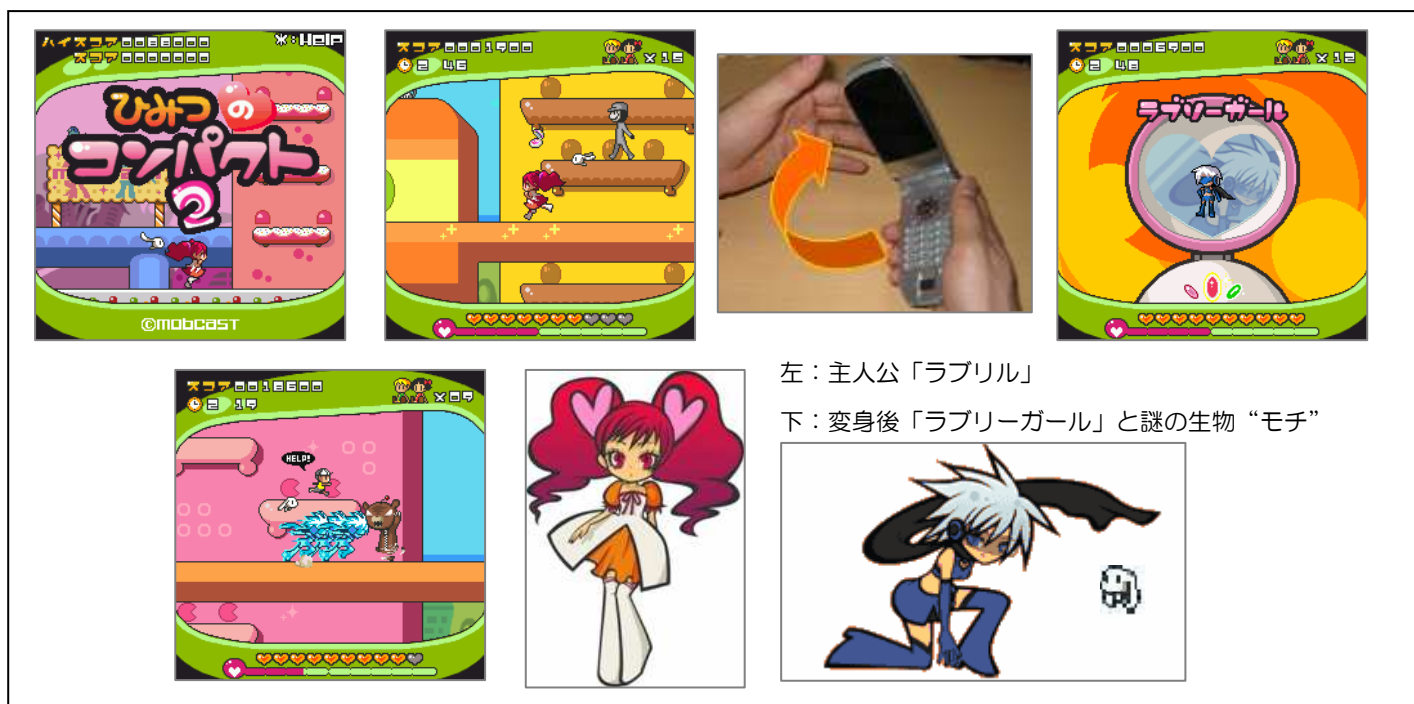 ハイスコア0038000
スコア0000000
*:Help
ひみつの
コンパクト
2
©mobcast
スコア0001900
2 46
×15
スコア0006900
2 48
×12
ラブリーガール
スコア0018600
2 19
×09
HELP!
左：主人公「ラブリル」
下：変身後「ラブリーガール」と謎の生物“モチ”